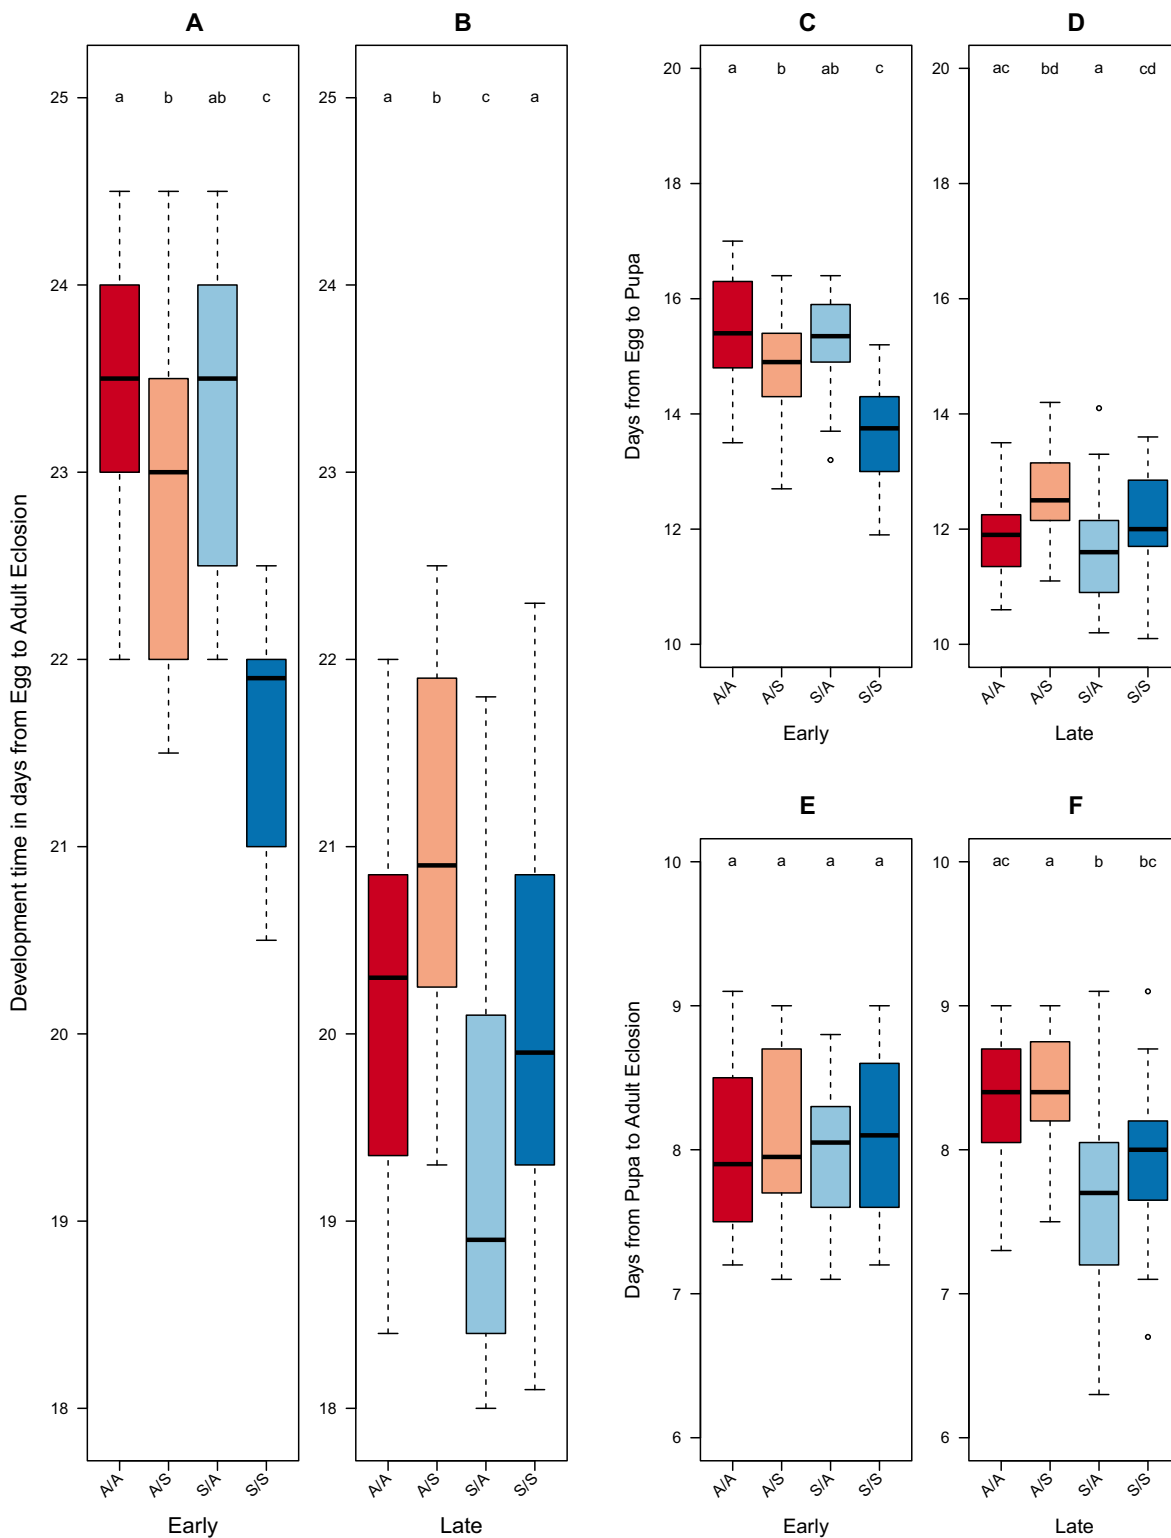 A
B
Development time in days from Egg to Adult Eclosion
25
24
23
22
21
20
19
18
a b ab c
A/A A/S S/A S/S
Early
25
24
23
22
21
20
19
18
a b c a
A/A A/S S/A S/S
Late
C
D
Days from Egg to Pupa
20
18
16
14
12
10
a b ab c
A/A A/S S/A S/S
Early
20
18
16
14
12
10
ac bd a cd
A/A A/S S/A S/S
Late
E
F
Days from Pupa to Adult Eclosion
10
9
8
7
6
a a a a
A/A A/S S/A S/S
Early
10
9
8
7
6
ac a b bc
A/A A/S S/A S/S
Late